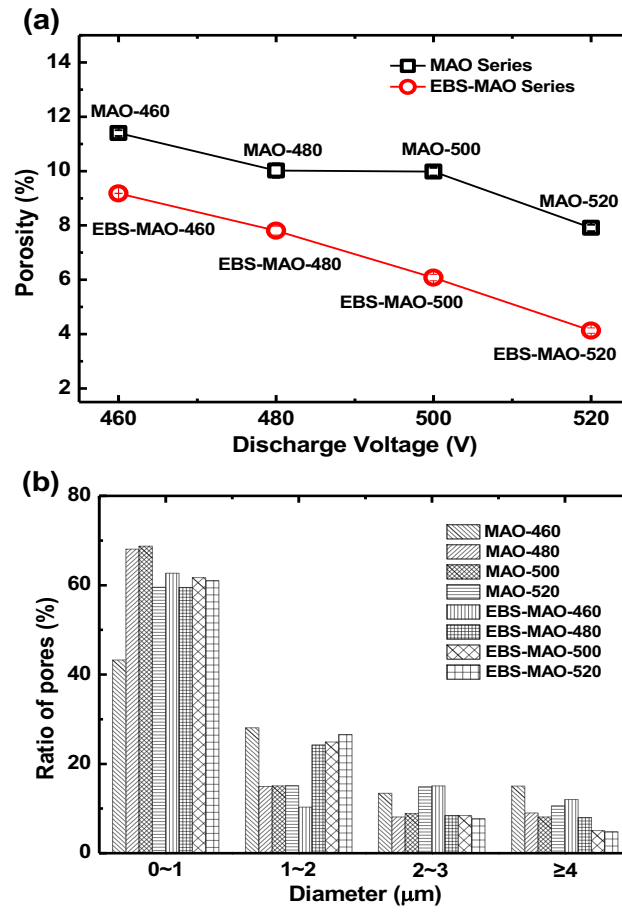 (a)
14
12
10
8
6
4
2
Porosity (%)
MAO Series
EBS-MAO Series
MAO-460
MAO-480
MAO-500
MAO-520
EBS-MAO-460
EBS-MAO-480
EBS-MAO-500
EBS-MAO-520
460
480
500
520
Discharge Voltage (V)
(b)
80
60
40
20
0
Ratio of pores (%)
MAO-460
MAO-480
MAO-500
MAO-520
EBS-MAO-460
EBS-MAO-480
EBS-MAO-500
EBS-MAO-520
0~1
1~2
2~3
≥4
Diameter (μm)